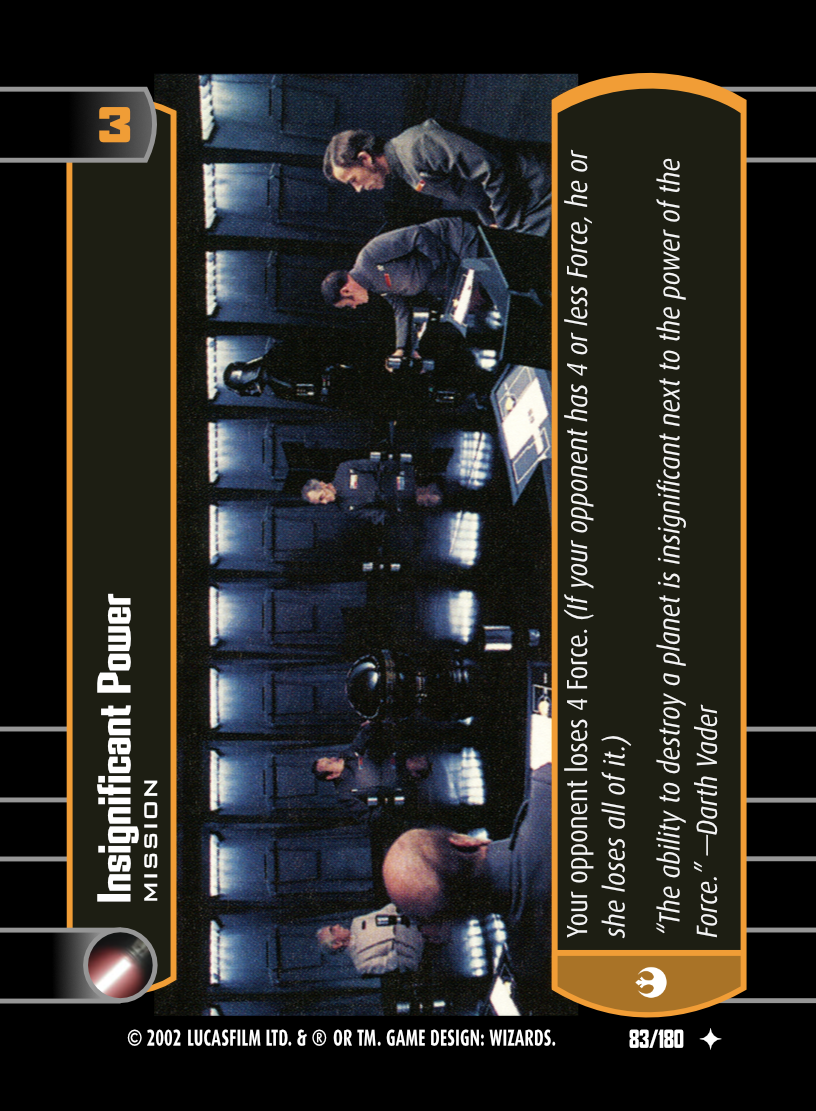 3
Insignificant Power
MISSION
Your opponent loses 4 Force. (If your opponent has 4 or less Force, he or
she loses all of it.)
“The ability to destroy a planet is insignificant next to the power of the
Force.” —Darth Vader
© 2002 LUCASFILM LTD. & ® OR TM. GAME DESIGN: WIZARDS.
83/180